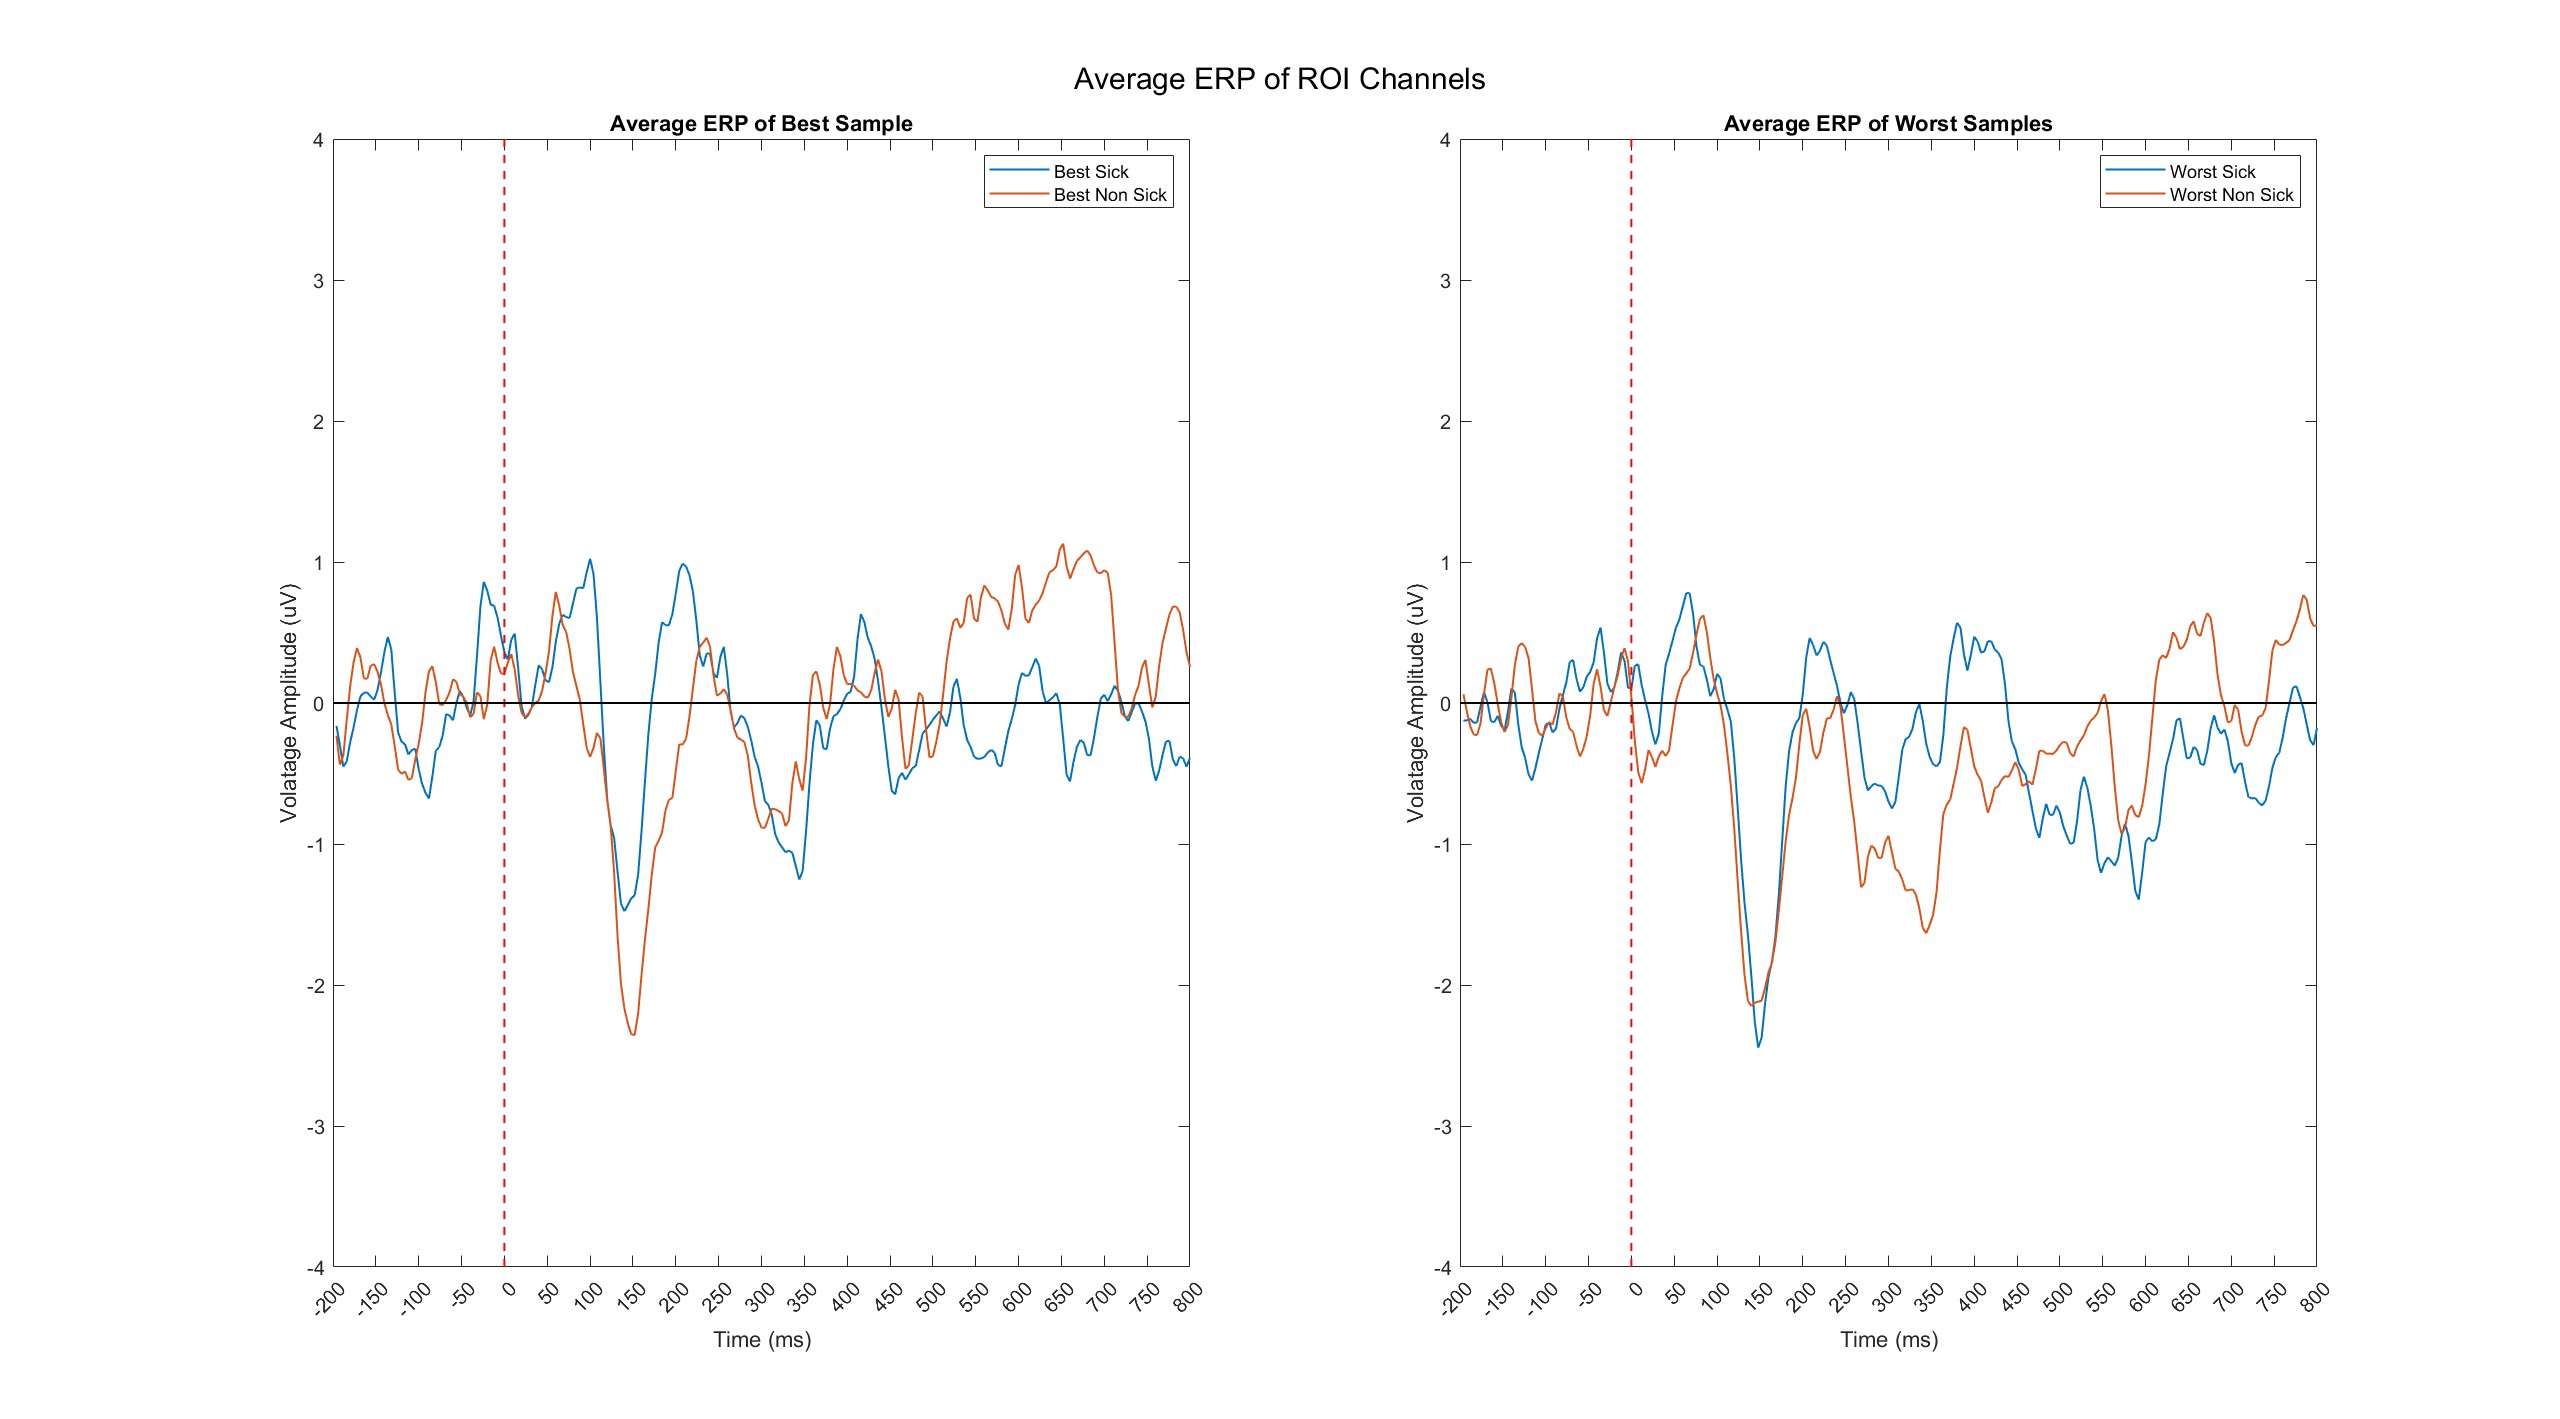 Average ERP of ROI Channels
Average ERP of Best Sample
4
3
2
1
0
-1
-2
-3
-4
Volatage Amplitude (uV)
Best Sick
Best Non Sick
-200 -150 -100 -50 0 50 100 150 200 250 300 350 400 450 500 550 600 650 700 750 800
Time (ms)
Average ERP of Worst Samples
4
3
2
1
0
-1
-2
-3
-4
Volatage Amplitude (uV)
Worst Sick
Worst Non Sick
-200 -150 -100 -50 0 50 100 150 200 250 300 350 400 450 500 550 600 650 700 750 800
Time (ms)